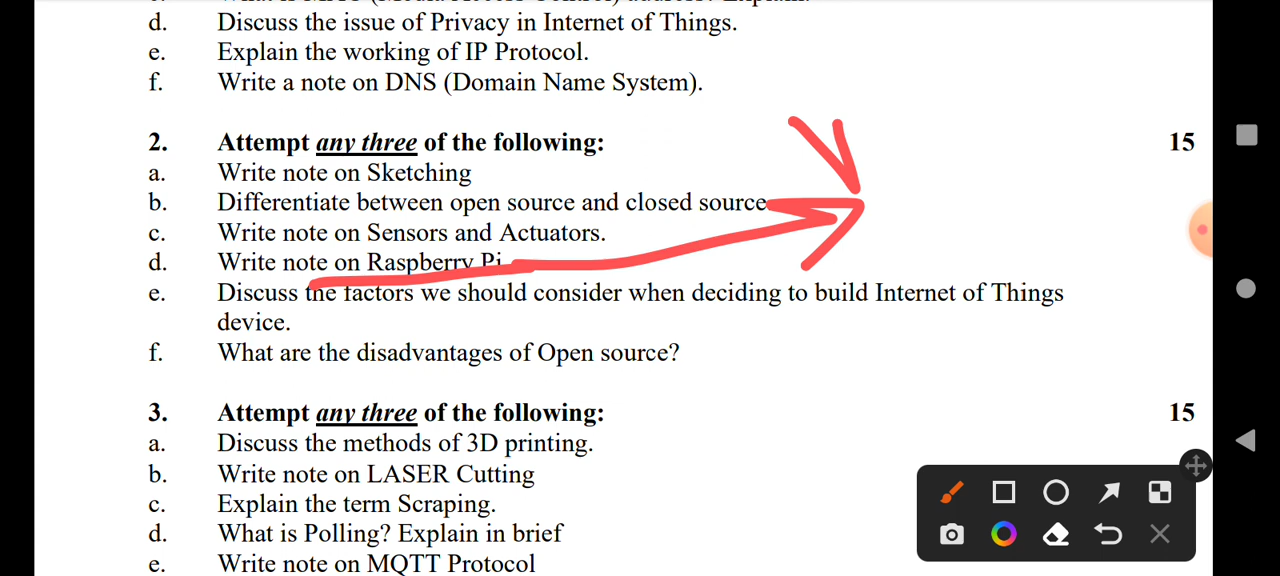 d. Discuss the issue of Privacy in Internet of Things.
e. Explain the working of IP Protocol.
f. Write a note on DNS (Domain Name System).
2. Attempt any three of the following: 15
a. Write note on Sketching
b. Differentiate between open source and closed source
c. Write note on Sensors and Actuators.
d. Write note on Raspberry Pi
e. Discuss the factors we should consider when deciding to build Internet of Things
device.
f. What are the disadvantages of Open source?
3. Attempt any three of the following: 15
a. Discuss the methods of 3D printing.
b. Write note on LASER Cutting
c. Explain the term Scraping.
d. What is Polling? Explain in brief
e. Write note on MQTT Protocol